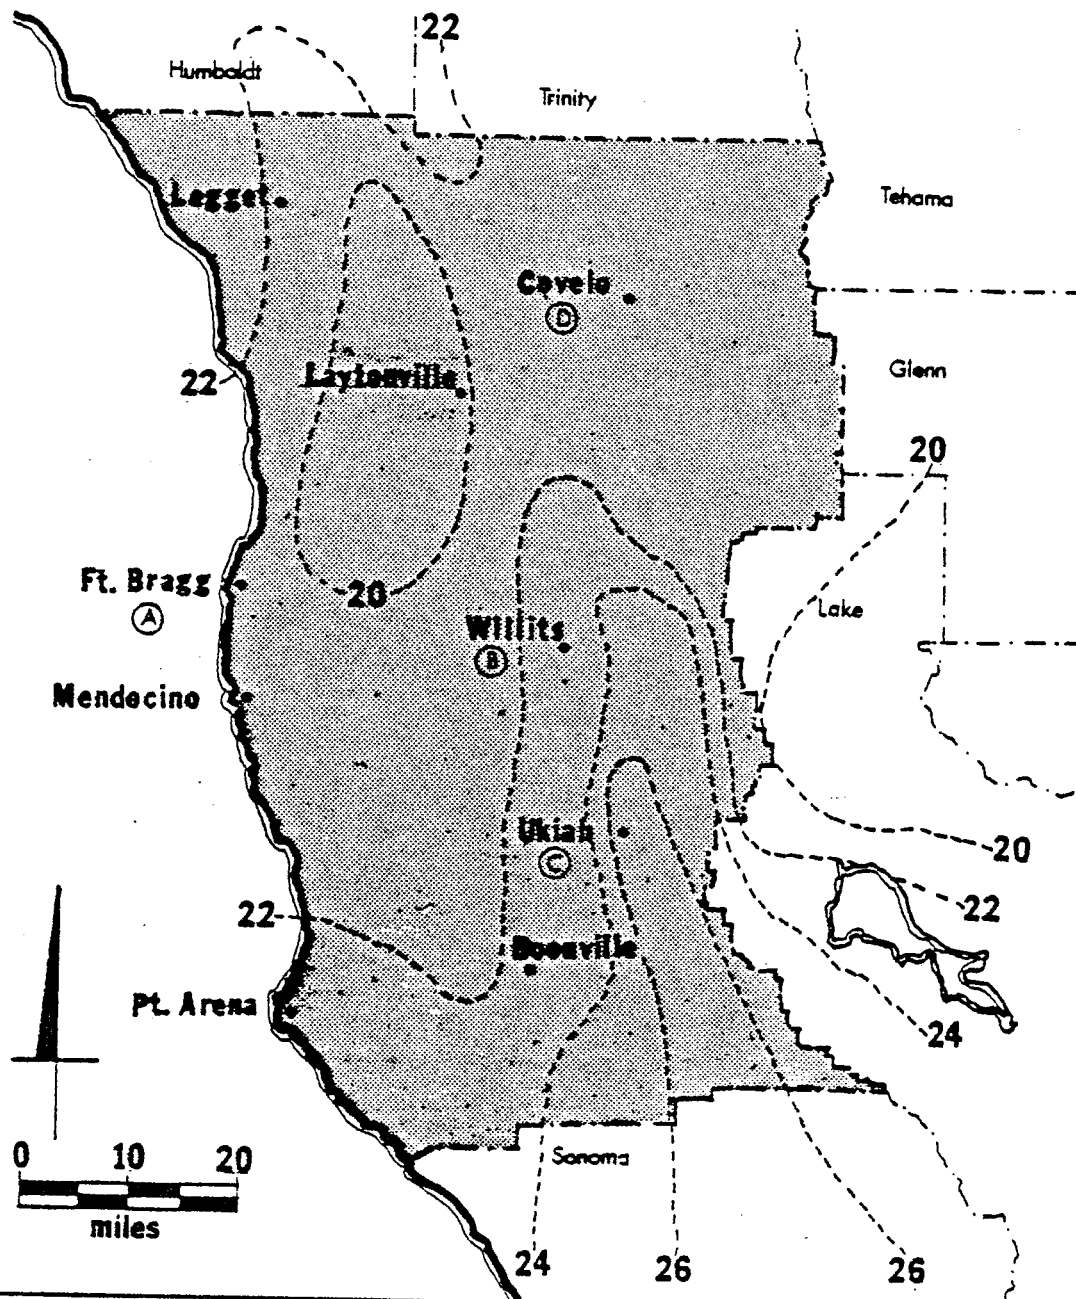 22
Humboldt
Trinity
Legget
Tehama
Covelo
D
22
Laytonville
Glenn
20
Ft. Bragg
A
20
Lake
Willits
B
Mendocino
Ukiah
C
20
22
22
Boonville
Pt. Arena
24
0 10 20
miles
Sonoma
24
26
26